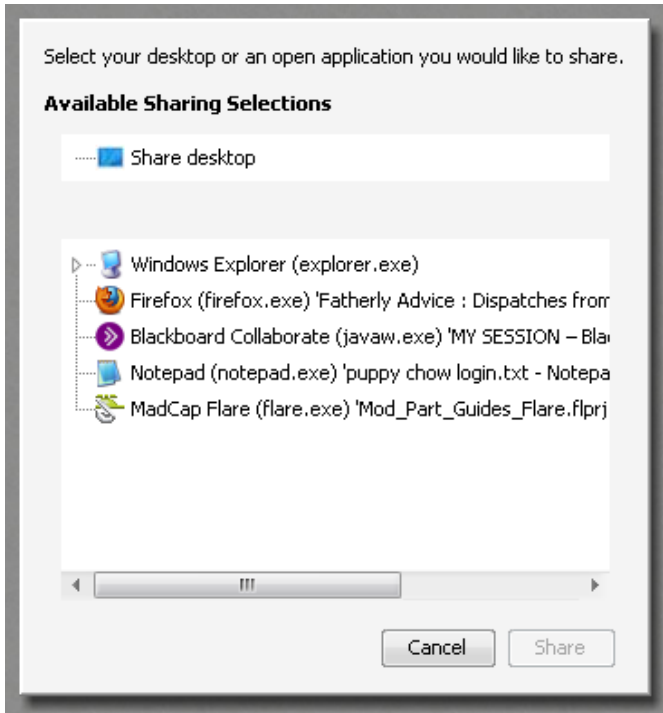 Select your desktop or an open application you would like to share.
Available Sharing Selections
Share desktop
Windows Explorer (explorer.exe)
Firefox (firefox.exe) 'Fatherly Advice : Dispatches from
Blackboard Collaborate (javaw.exe) 'MY SESSION – Bla
Notepad (notepad.exe) 'puppy chow login.txt - Notepa
MadCap Flare (flare.exe) 'Mod_Part_Guides_Flare.flprj
Cancel Share